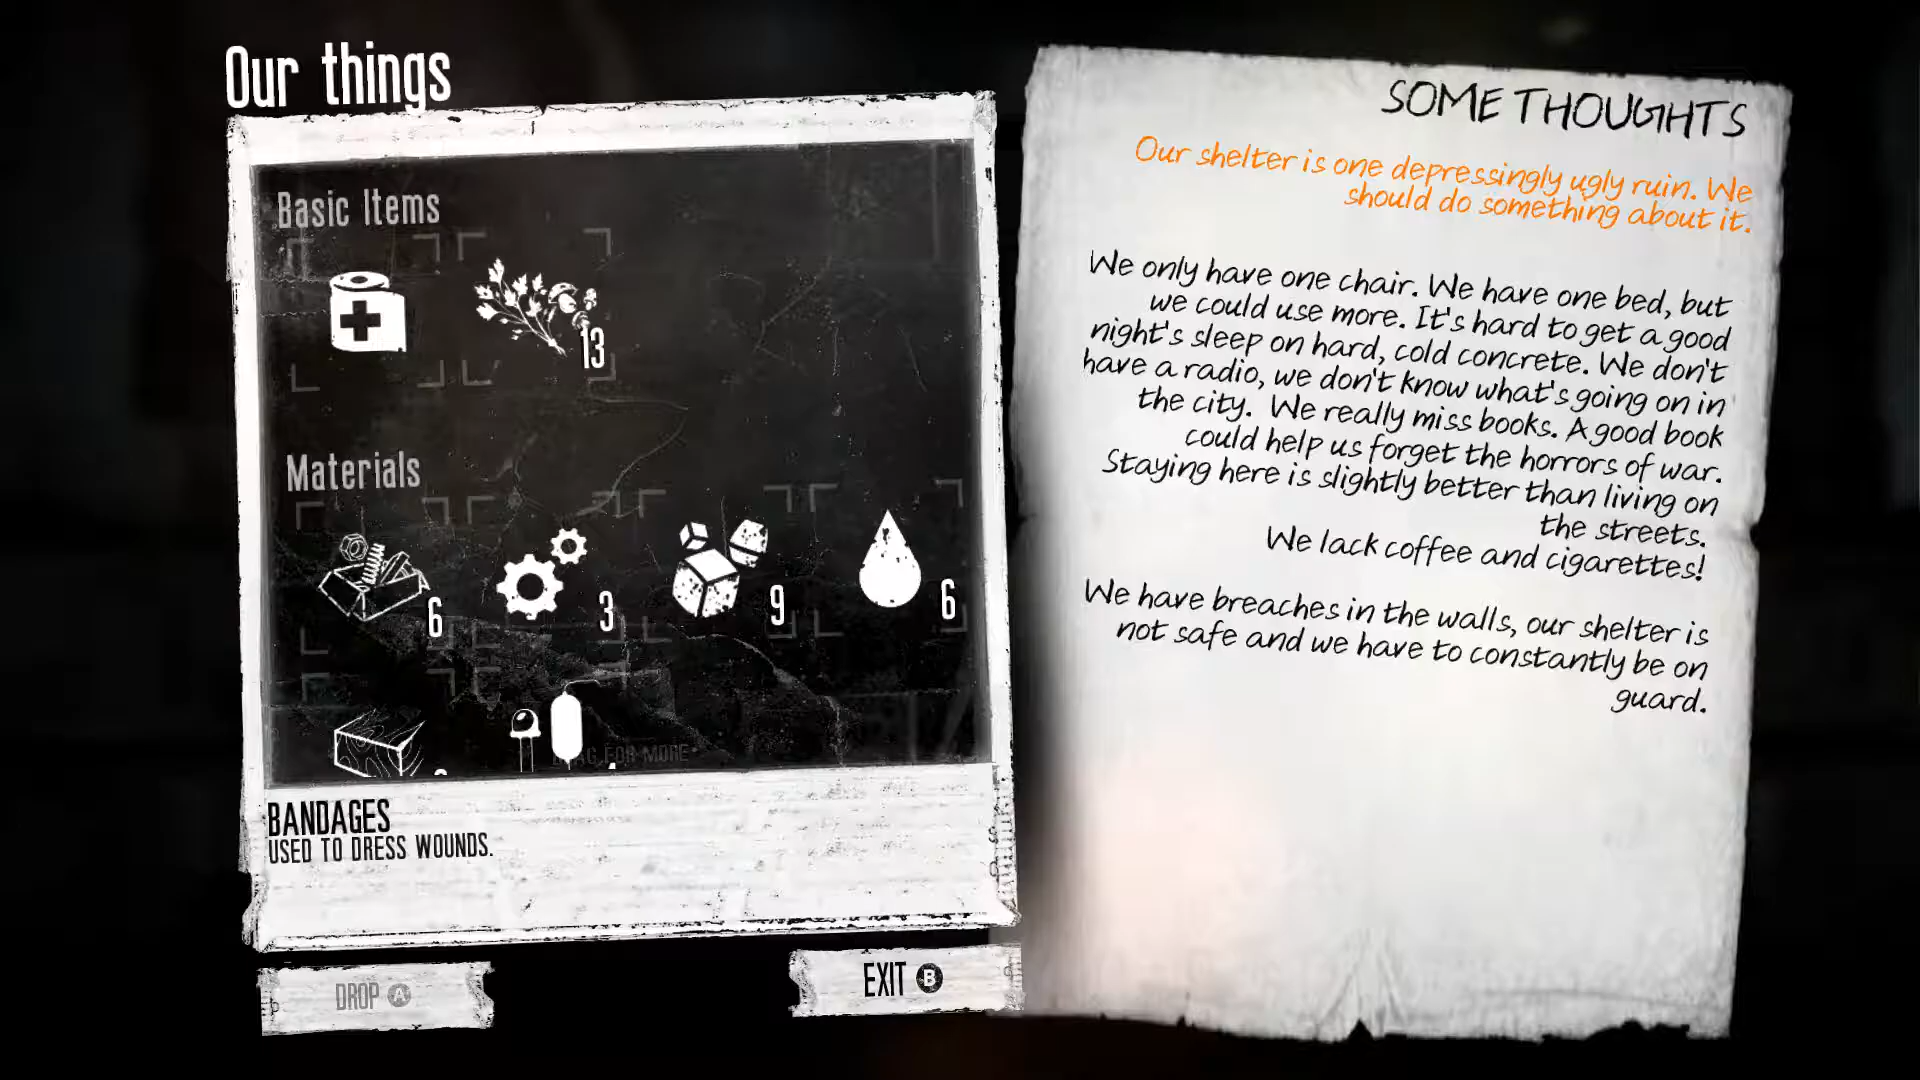 Our things
Basic Items
13
Materials
6
3
9
6
BANDAGES
USED TO DRESS WOUNDS.
DROP A
EXIT B
SOME THOUGHTS
Our shelter is one depressingly ugly ruin. We
should do something about it.
We only have one chair. We have one bed, but
we could use more. It's hard to get a good
night's sleep on hard, cold concrete. We don't
have a radio, we don't know what's going on in
the city. We really miss books. A good book
could help us forget the horrors of war.
Staying here is slightly better than living on
the streets.
We lack coffee and cigarettes!
We have breaches in the walls, our shelter is
not safe and we have to constantly be on
guard.